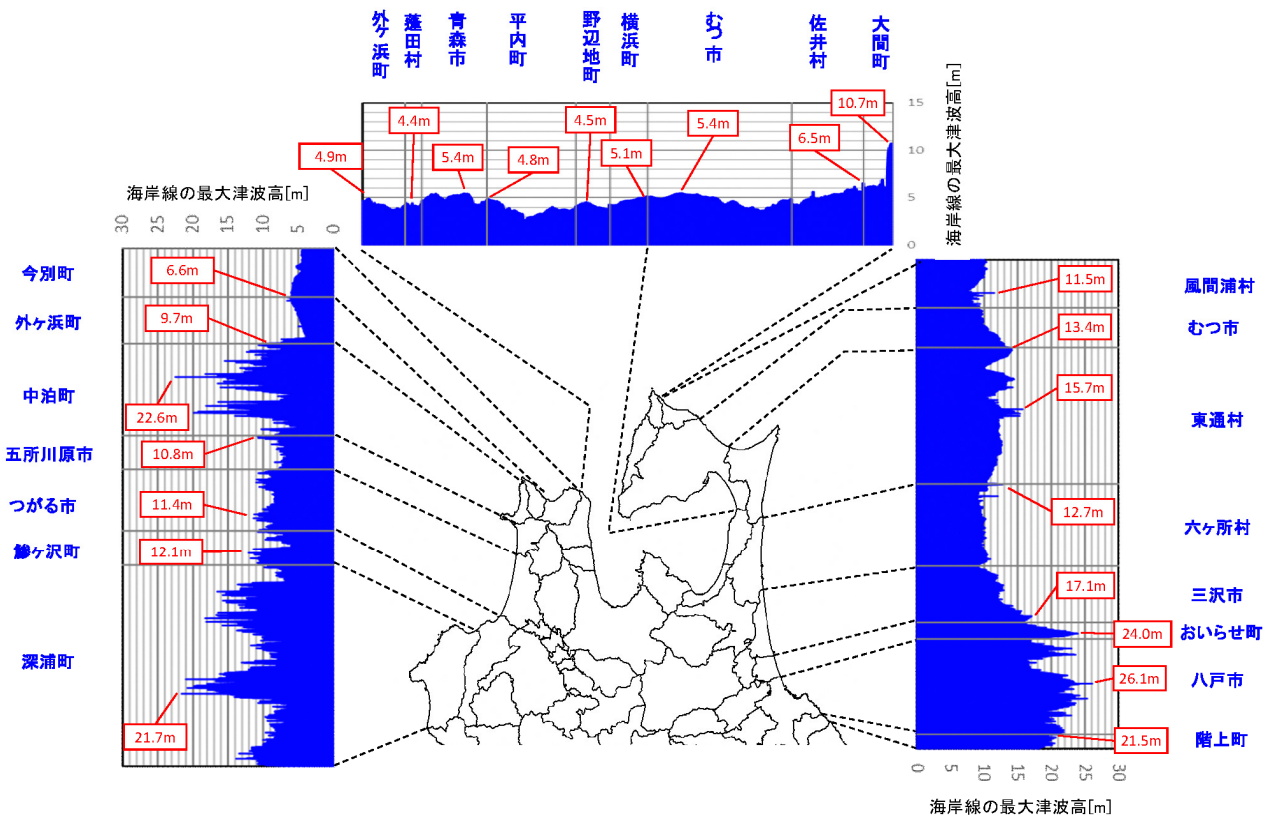 外ヶ浜町
蓬田村
青森市
平内町
野辺地町
横浜町
むつ市
佐井村
大間町
4.9m
4.4m
5.4m
4.8m
4.5m
5.1m
5.4m
6.5m
10.7m
15
10
5
0
海岸線の最大津波高[m]
海岸線の最大津波高[m]
30
25
20
15
10
5
0
今別町
外ヶ浜町
中泊町
五所川原市
つがる市
鰺ヶ沢町
深浦町
6.6m
9.7m
22.6m
10.8m
11.4m
12.1m
21.7m
風間浦村
むつ市
東通村
六ヶ所村
三沢市
おいらせ町
八戸市
階上町
11.5m
13.4m
15.7m
12.7m
17.1m
24.0m
26.1m
21.5m
0
5
10
15
20
25
30
海岸線の最大津波高[m]